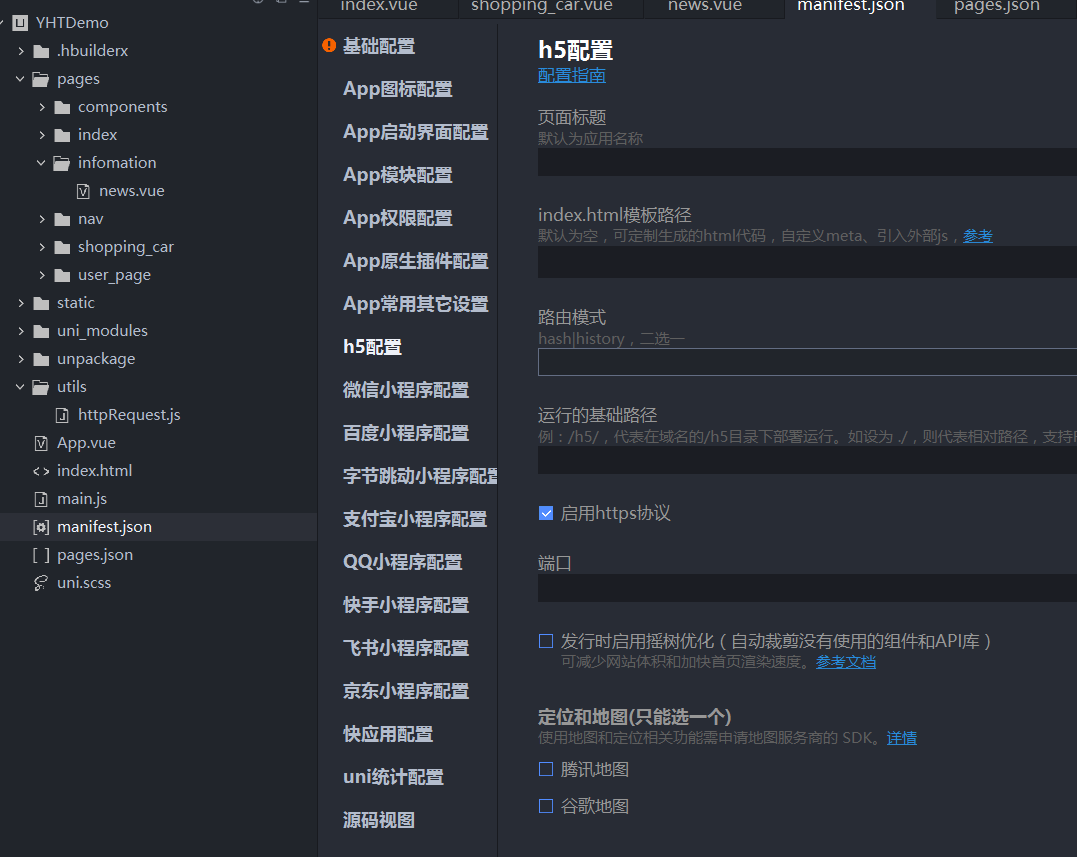 YHTDemo
.hbuilderx
pages
components
index
infomation
news.vue
nav
shopping_car
user_page
static
uni_modules
unpackage
utils
httpRequest.js
App.vue
index.html
main.js
manifest.json
pages.json
uni.scss
index.vue
shopping_car.vue
news.vue
manifest.json
pages.json
基础配置
App图标配置
App启动界面配置
App模块配置
App权限配置
App原生插件配置
App常用其它设置
h5配置
微信小程序配置
百度小程序配置
字节跳动小程序配置
支付宝小程序配置
QQ小程序配置
快手小程序配置
飞书小程序配置
京东小程序配置
快应用配置
uni统计配置
源码视图
h5配置
配置指南
页面标题
默认为应用名称
index.html模板路径
默认为空，可定制生成的html代码，自定义meta、引入外部js，参考
路由模式
hash|history，二选一
运行的基础路径
例：/h5/，代表在域名的/h5目录下部署运行。如设为 ./，则代表相对路径，支持
启用https协议
端口
发行时启用摇树优化（自动裁剪没有使用的组件和API库）
可减少网站体积和加快首页渲染速度。参考文档
定位和地图(只能选一个)
使用地图和定位相关功能需申请地图服务商的 SDK。详情
腾讯地图
谷歌地图